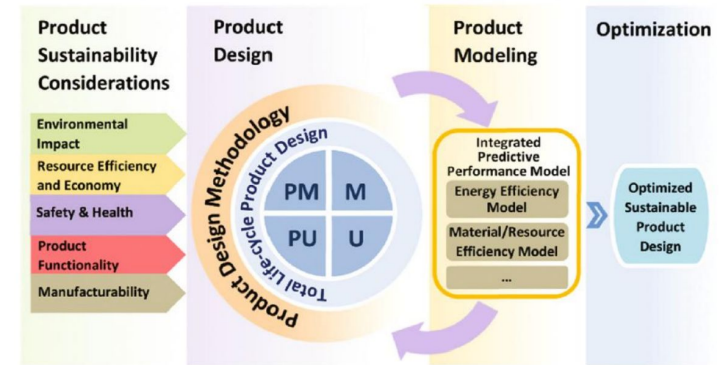 Product
Sustainability
Considerations
Environmental
Impact
Resource Efficiency
and Economy
Safety & Health
Product
Functionality
Manufacturability
Product
Design
Product Design Methodology
Total Life-cycle Product Design
PM
M
PU
U
Product
Modeling
Integrated
Predictive
Performance Model
Energy Efficiency
Model
Material/Resource
Efficiency Model
...
Optimization
Optimized
Sustainable
Product
Design